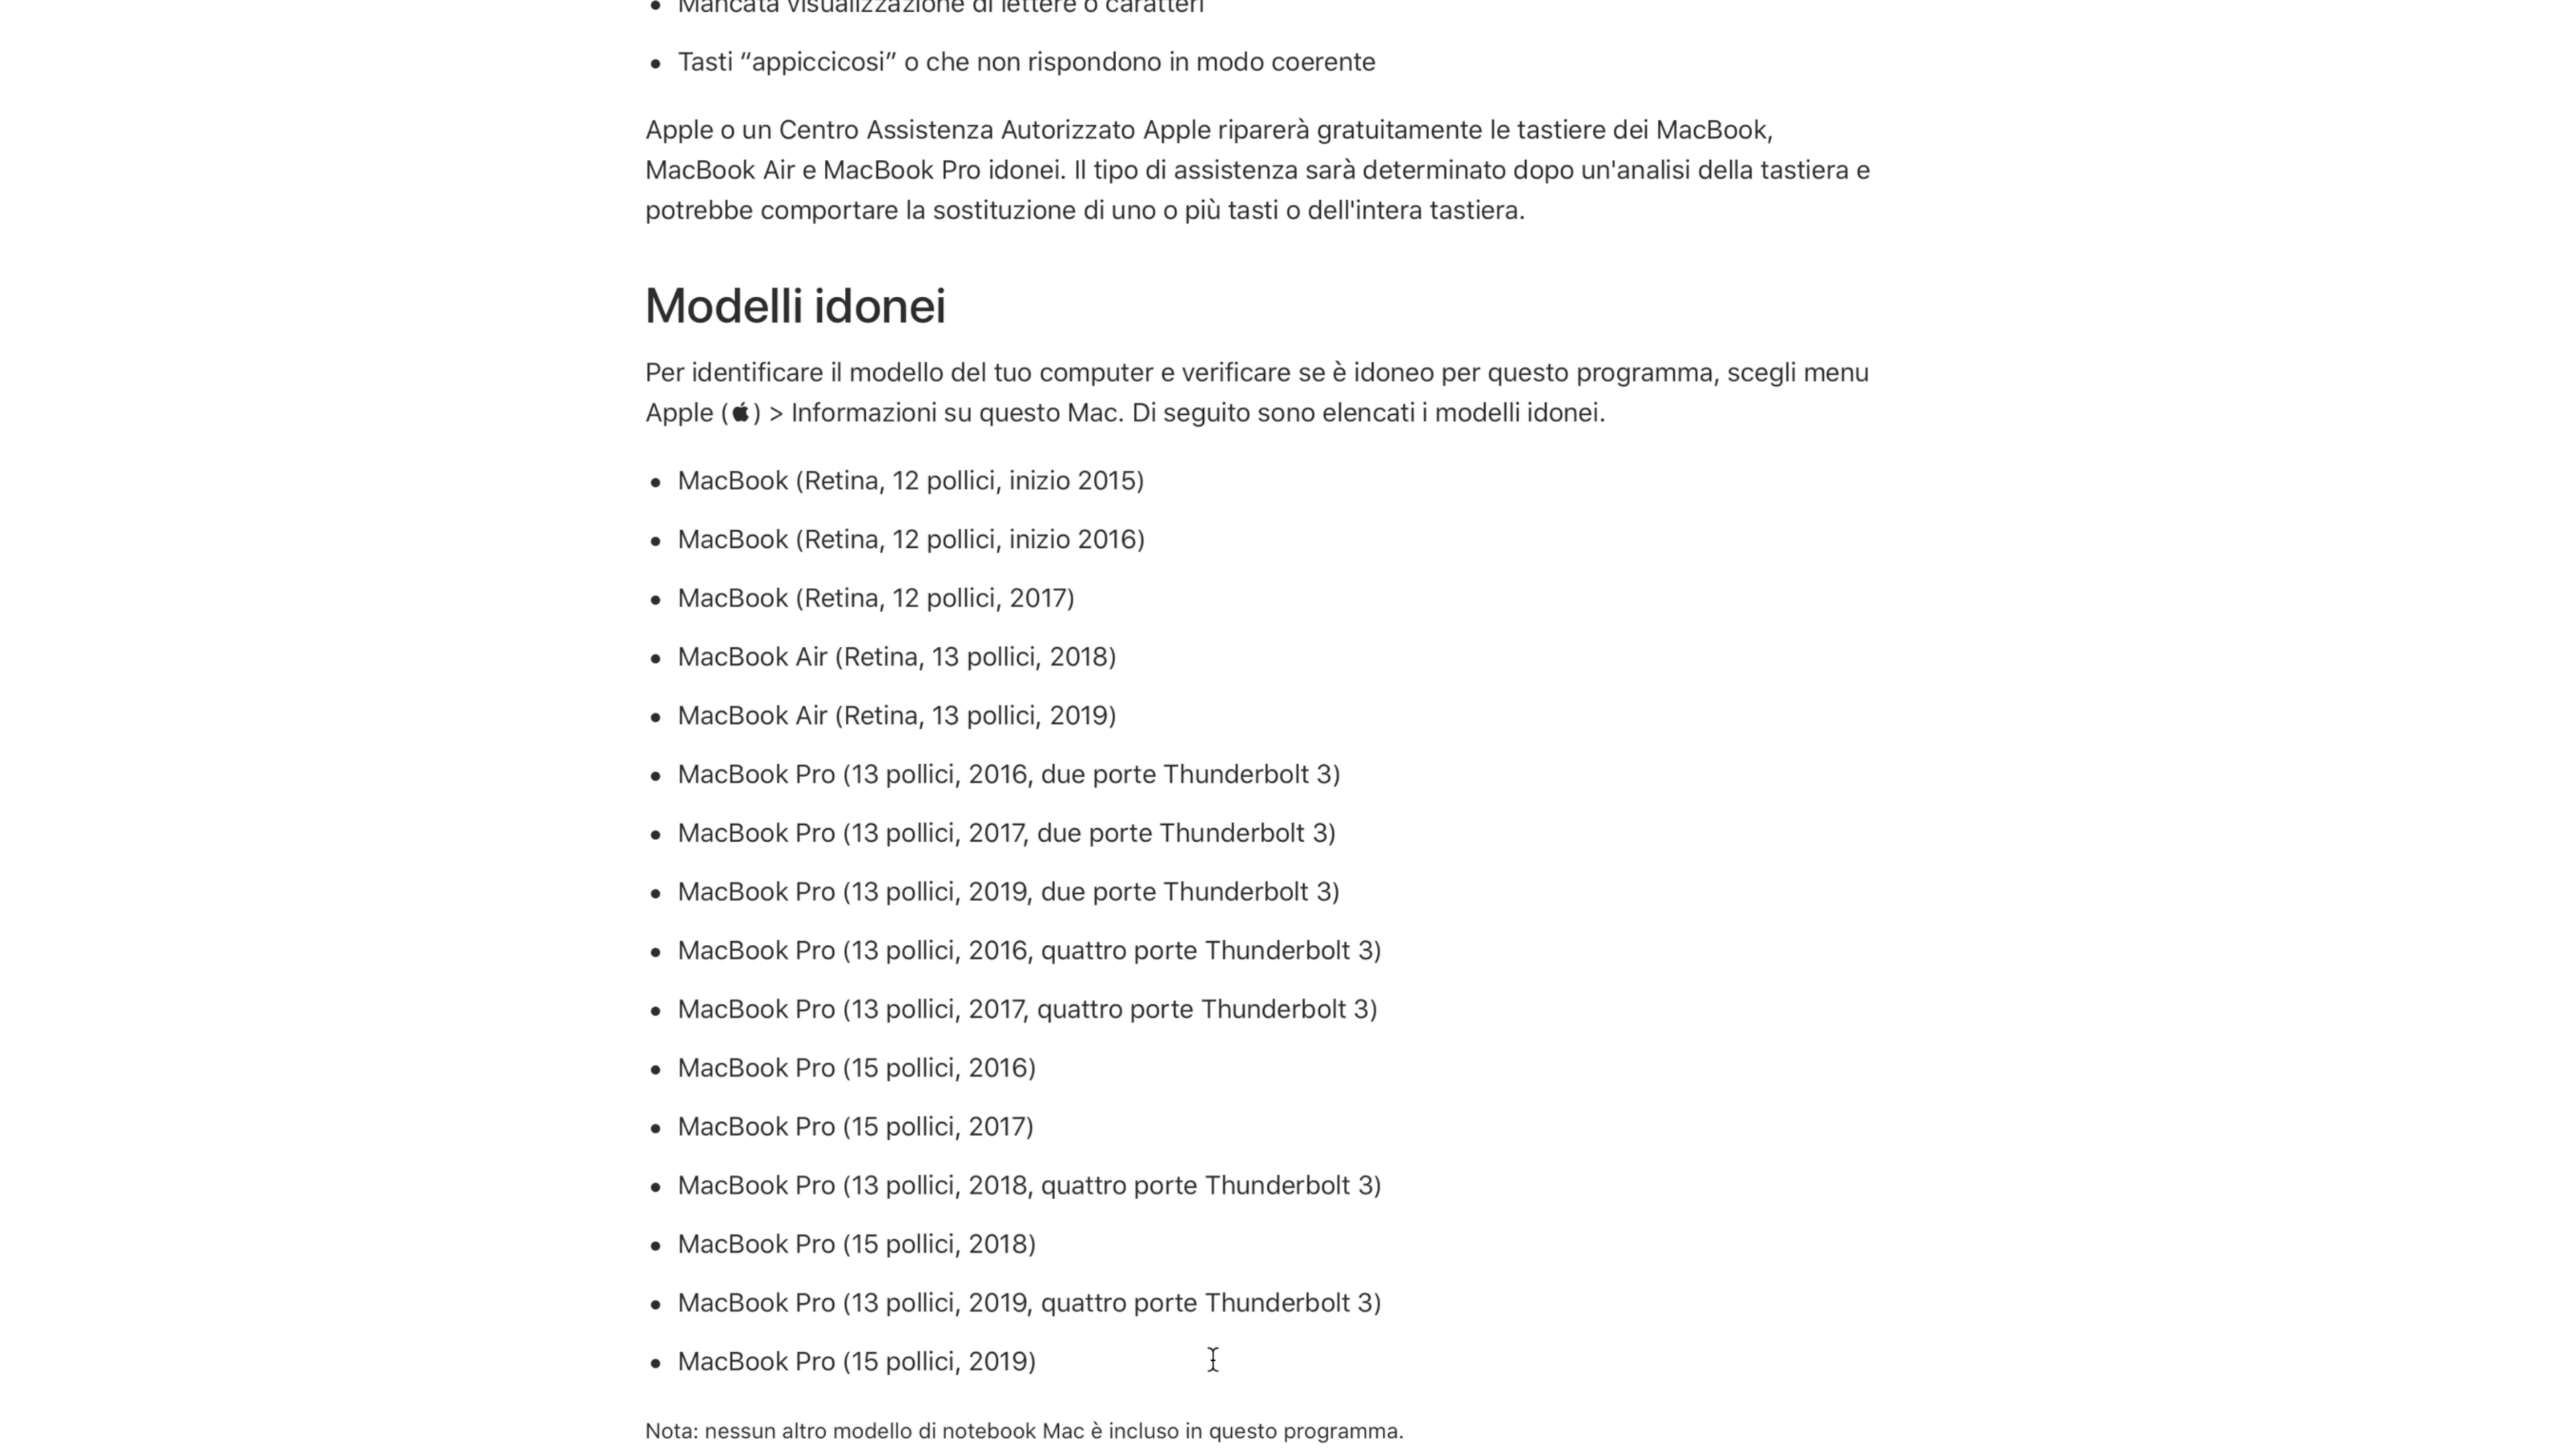 Mancata visualizzazione di lettere o caratteri
Tasti “appiccicosi” o che non rispondono in modo coerente
Apple o un Centro Assistenza Autorizzato Apple riparerà gratuitamente le tastiere dei MacBook,
MacBook Air e MacBook Pro idonei. Il tipo di assistenza sarà determinato dopo un'analisi della tastiera e
potrebbe comportare la sostituzione di uno o più tasti o dell'intera tastiera.
Modelli idonei
Per identificare il modello del tuo computer e verificare se è idoneo per questo programma, scegli menu
Apple () > Informazioni su questo Mac. Di seguito sono elencati i modelli idonei.
MacBook (Retina, 12 pollici, inizio 2015)
MacBook (Retina, 12 pollici, inizio 2016)
MacBook (Retina, 12 pollici, 2017)
MacBook Air (Retina, 13 pollici, 2018)
MacBook Air (Retina, 13 pollici, 2019)
MacBook Pro (13 pollici, 2016, due porte Thunderbolt 3)
MacBook Pro (13 pollici, 2017, due porte Thunderbolt 3)
MacBook Pro (13 pollici, 2019, due porte Thunderbolt 3)
MacBook Pro (13 pollici, 2016, quattro porte Thunderbolt 3)
MacBook Pro (13 pollici, 2017, quattro porte Thunderbolt 3)
MacBook Pro (15 pollici, 2016)
MacBook Pro (15 pollici, 2017)
MacBook Pro (13 pollici, 2018, quattro porte Thunderbolt 3)
MacBook Pro (15 pollici, 2018)
MacBook Pro (13 pollici, 2019, quattro porte Thunderbolt 3)
MacBook Pro (15 pollici, 2019)
Nota: nessun altro modello di notebook Mac è incluso in questo programma.